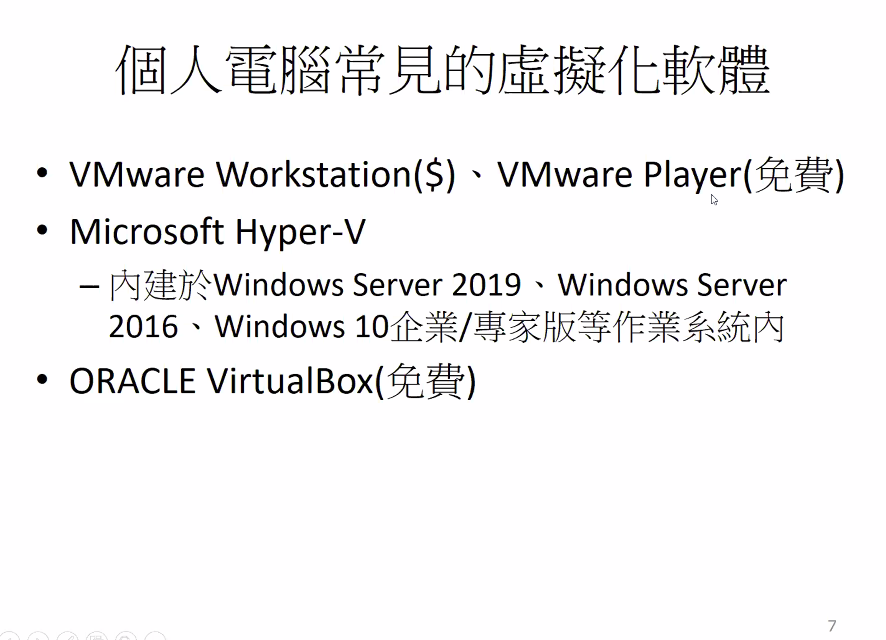 個人電腦常見的虛擬化軟體
• VMware Workstation($)、VMware Player(免費)
• Microsoft Hyper-V
– 內建於Windows Server 2019、Windows Server
2016、Windows 10企業/專家版等作業系統內
• ORACLE VirtualBox(免費)
7